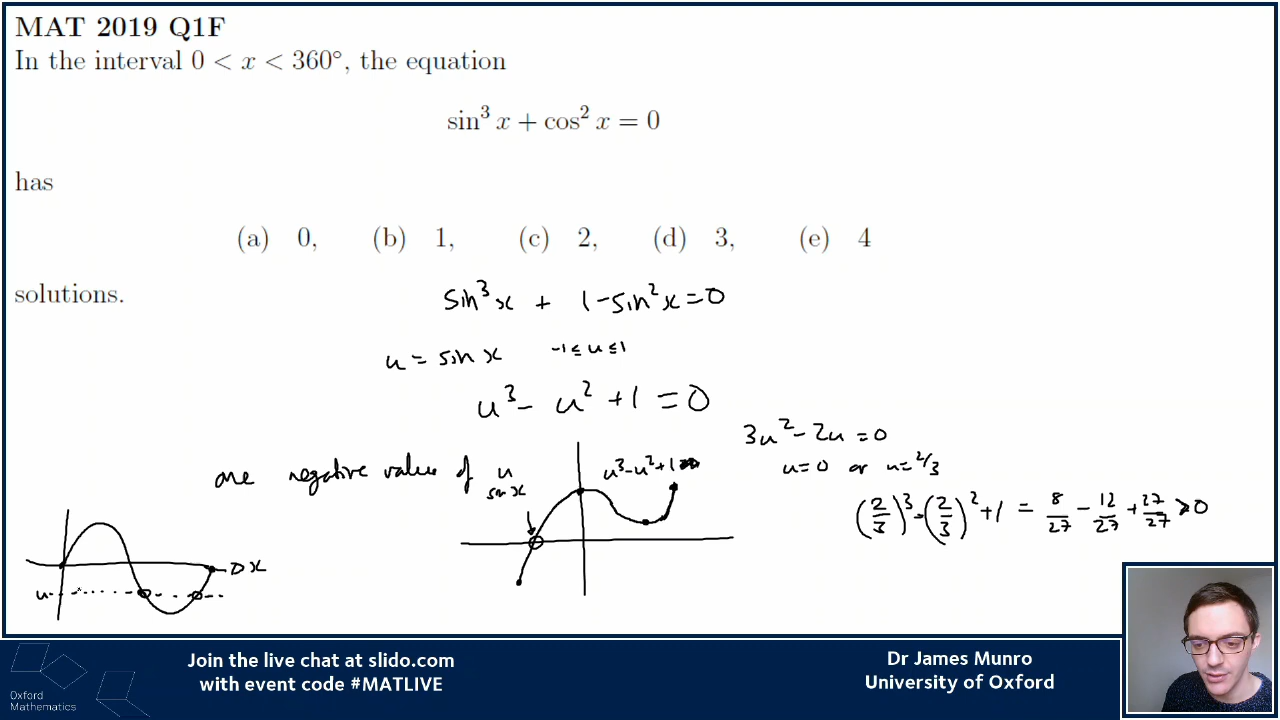 MAT 2019 Q1F
In the interval 0 < x < 360°, the equation
sin³ x + cos² x = 0
has
(a) 0, (b) 1, (c) 2, (d) 3, (e) 4
solutions.
sin³x + 1-sin²x=0
u = sin x -1≤u≤1
u³ - u² + 1 = 0
3u² - 2u = 0
u=0 or u=2/3
one negative value of u
sin x
u³-u²+1
(2/3)³ - (2/3)² + 1 = 8/27 - 12/27 + 27/27 > 0
x
u
Oxford
Mathematics
Join the live chat at slido.com
with event code #MATLIVE
Dr James Munro
University of Oxford